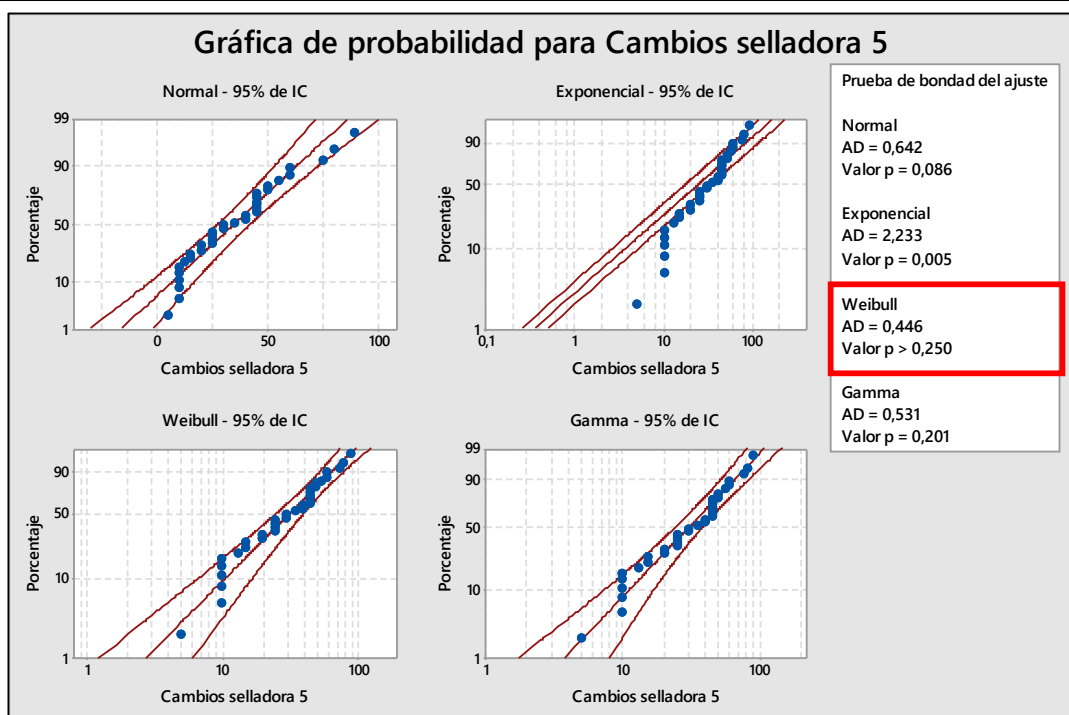 Gráfica de probabilidad para Cambios selladora 5
Normal - 95% de IC
99
90
50
10
1
Porcentaje
0
50
100
Cambios selladora 5
Exponencial - 95% de IC
90
50
10
1
Porcentaje
0,1
1
10
100
Cambios selladora 5
Weibull - 95% de IC
90
50
10
1
Porcentaje
1
10
100
Cambios selladora 5
Gamma - 95% de IC
99
90
50
10
1
Porcentaje
1
10
100
Cambios selladora 5
Prueba de bondad del ajuste
Normal
AD = 0,642
Valor p = 0,086
Exponencial
AD = 2,233
Valor p = 0,005
Weibull
AD = 0,446
Valor p > 0,250
Gamma
AD = 0,531
Valor p = 0,201